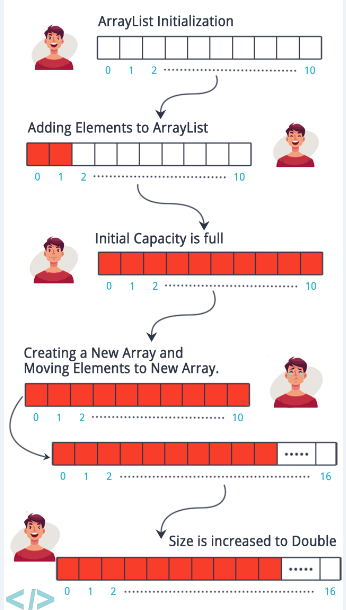 ArrayList Initialization
0 1 2 10
Adding Elements to ArrayList
0 1 2 10
Initial Capacity is full
0 1 2 10
Creating a New Array and
Moving Elements to New Array.
0 1 2 10
0 1 2 16
Size is increased to Double
0 1 2 16
</>